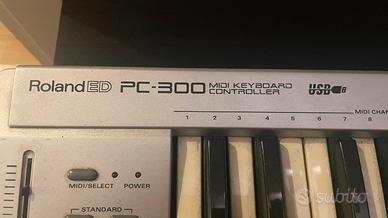 RolandED PC-300 MIDI KEYBOARD CONTROLLER USB
MIDI CHAN
1 2 3 4 5 6 7 8
MIDI/SELECT POWER
STANDARD
subito